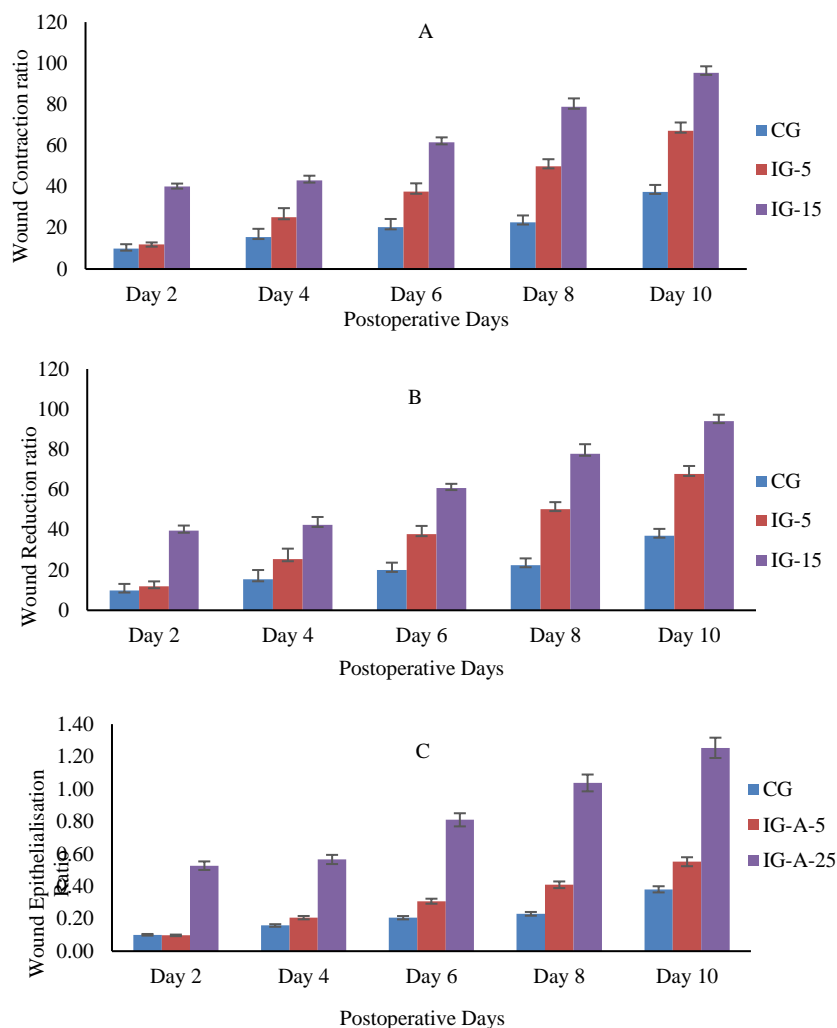 A
Wound Contraction ratio
120
100
80
60
40
20
0
Day 2 Day 4 Day 6 Day 8 Day 10
Postoperative Days
CG
IG-5
IG-15
B
Wound Reduction ratio
120
100
80
60
40
20
0
Day 2 Day 4 Day 6 Day 8 Day 10
Postoperative Days
CG
IG-5
IG-15
C
Wound Epithelialisation
Ratio
1.40
1.20
1.00
0.80
0.60
0.40
0.20
0.00
Day 2 Day 4 Day 6 Day 8 Day 10
Postoperative Days
CG
IG-A-5
IG-A-25